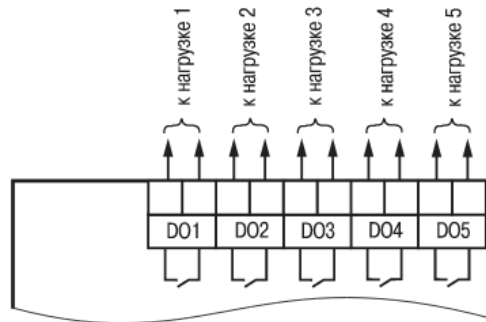 к нагрузке 1
к нагрузке 2
к нагрузке 3
к нагрузке 4
к нагрузке 5
DO1
DO2
DO3
DO4
DO5